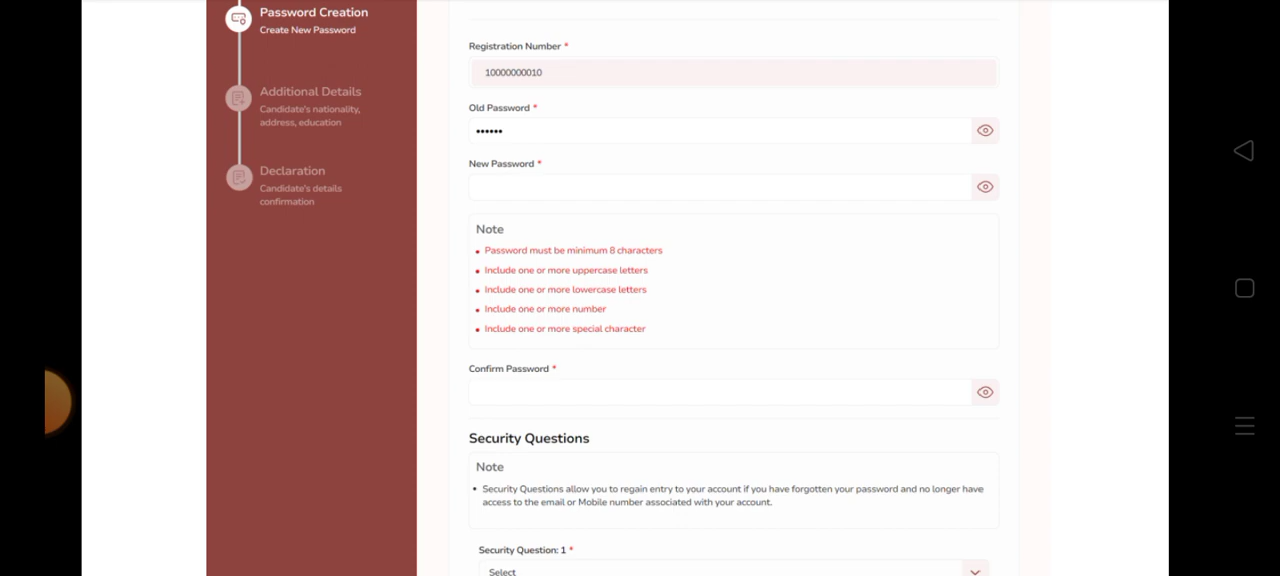 Password Creation
Create New Password
Additional Details
Candidate's nationality,
address, education
Declaration
Candidate's details
confirmation
Registration Number *
10000000010
Old Password *
••••••
New Password *
Note
• Password must be minimum 8 characters
• Include one or more uppercase letters
• Include one or more lowercase letters
• Include one or more number
• Include one or more special character
Confirm Password *
Security Questions
Note
• Security Questions allow you to regain entry to your account if you have forgotten your password and no longer have
access to the email or Mobile number associated with your account.
Security Question: 1 *
Select